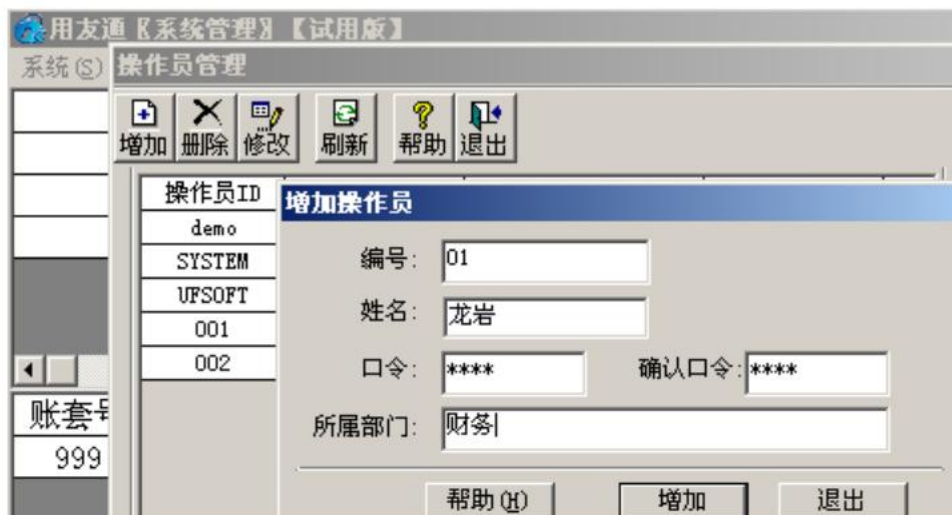 用友通〖系统管理〗【试用版】
系统(S)
操作员管理
增加 删除 修改 刷新 帮助 退出
操作员ID
demo
SYSTEM
UFSOFT
001
002
增加操作员
编号: 01
姓名: 龙岩
口令: **** 确认口令: ****
所属部门: 财务
帮助(H) 增加 退出
账套号
999